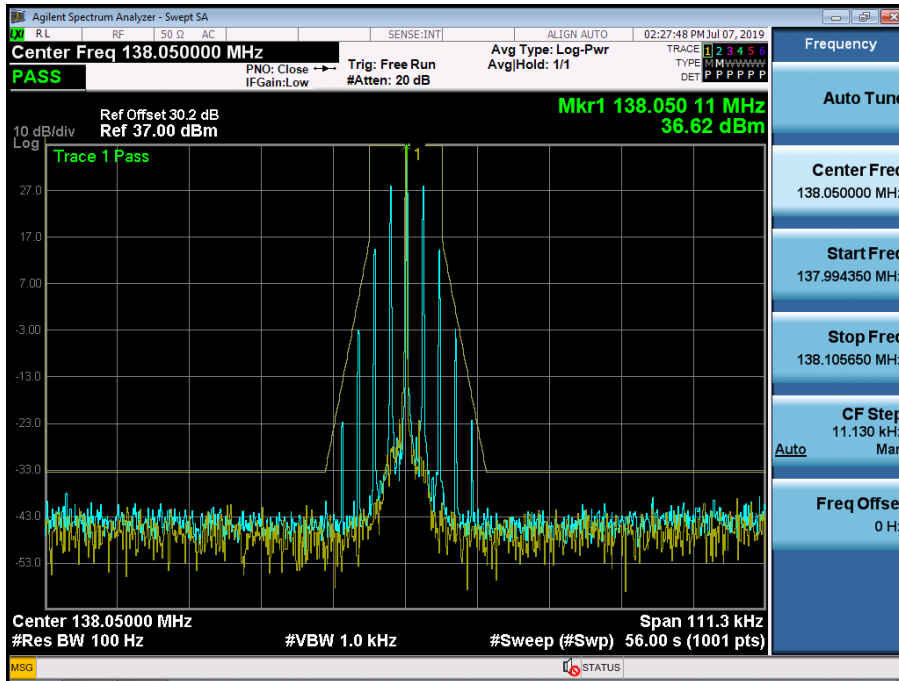 Agilent Spectrum Analyzer - Swept SA
LXI RL RF 50 Ω AC SENSE:INT ALIGN AUTO 02:27:48 PM Jul 07, 2019
Center Freq 138.050000 MHz
PASS
PNO: Close
IFGain:Low
Trig: Free Run
#Atten: 20 dB
Avg Type: Log-Pwr
Avg|Hold: 1/1
TRACE 1 2 3 4 5 6
TYPE M M W W W W
DET P P P P P P
Ref Offset 30.2 dB
10 dB/div Ref 37.00 dBm
Log
Mkr1 138.050 11 MHz
36.62 dBm
Trace 1 Pass
1
27.0
17.0
7.00
-3.00
-13.0
-23.0
-33.0
-43.0
-53.0
Center 138.05000 MHz Span 111.3 kHz
#Res BW 100 Hz #VBW 1.0 kHz #Sweep (#Swp) 56.00 s (1001 pts)
MSG STATUS
Frequency
Auto Tune
Center Freq
138.050000 MHz
Start Freq
137.994350 MHz
Stop Freq
138.105650 MHz
CF Step
11.130 kHz
Auto Man
Freq Offset
0 Hz